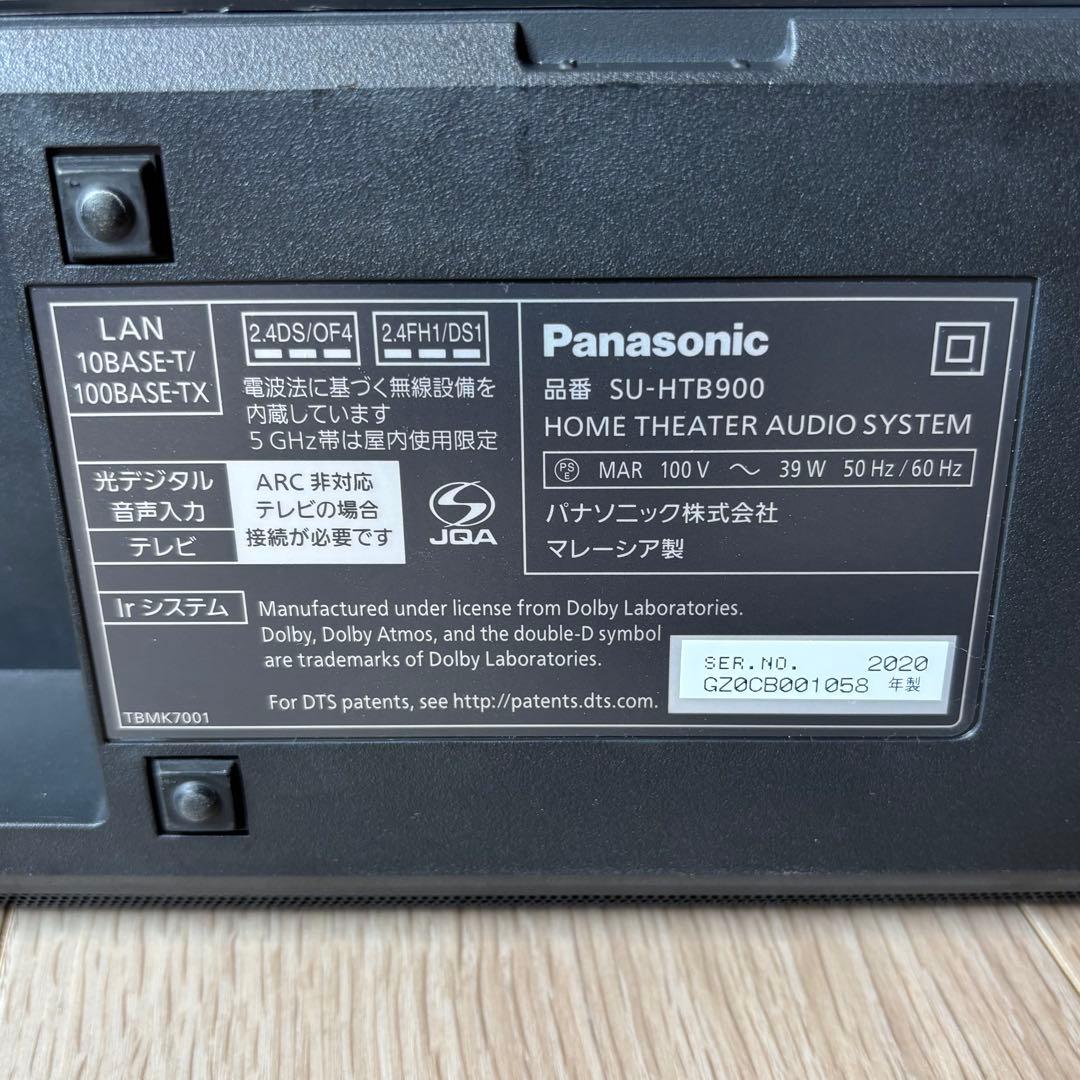 LAN
10BASE-T/
100BASE-TX
2.4DS/OF4
2.4FH1/DS1
電波法に基づく無線設備を
内蔵しています
5 GHz帯は屋内使用限定
光デジタル
音声入力
テレビ
ARC 非対応
テレビの場合
接続が必要です
JQA
Panasonic
品番 SU-HTB900
HOME THEATER AUDIO SYSTEM
PS E MAR 100 V ～ 39 W 50 Hz / 60 Hz
パナソニック株式会社
マレーシア製
Ir システム
Manufactured under license from Dolby Laboratories.
Dolby, Dolby Atmos, and the double-D symbol
are trademarks of Dolby Laboratories.
For DTS patents, see http://patents.dts.com.
TBMK7001
SER.NO. 2020
GZ0CB001058 年製